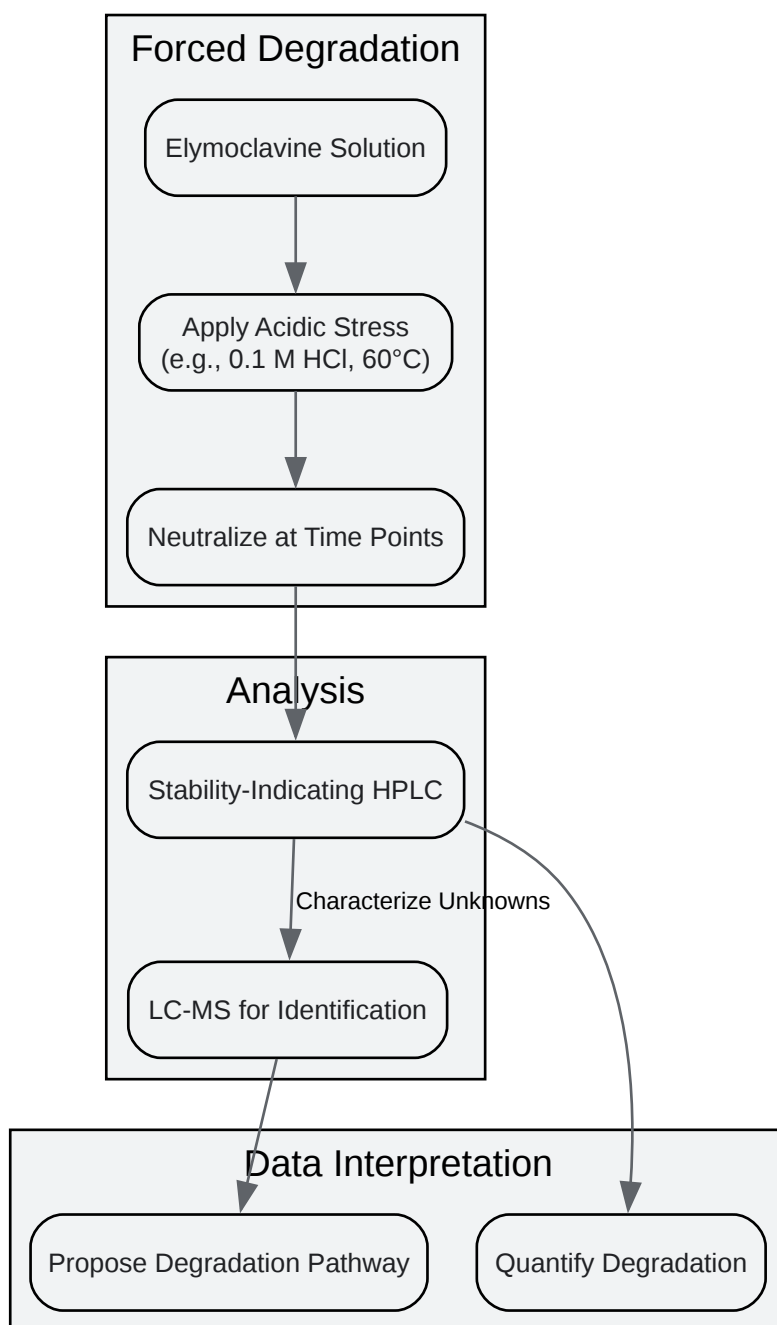 Forced Degradation
Elymoclavine Solution
Apply Acidic Stress
(e.g., 0.1 M HCl, 60°C)
Neutralize at Time Points
Analysis
Stability-Indicating HPLC
Characterize Unknowns
LC-MS for Identification
Data Interpretation
Propose Degradation Pathway
Quantify Degradation